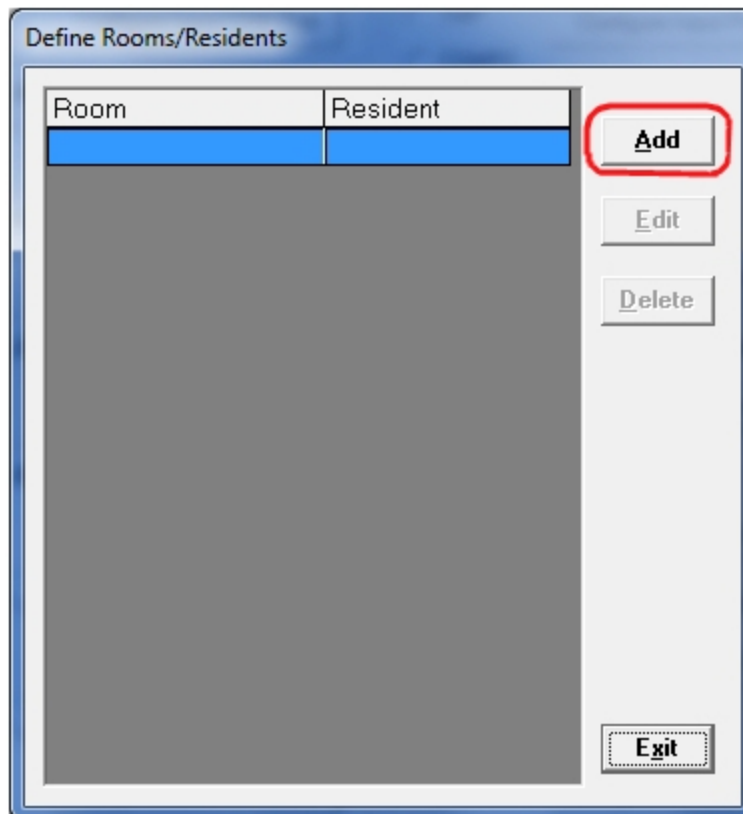 Define Rooms/Residents
Room Resident
Add
Edit
Delete
Exit